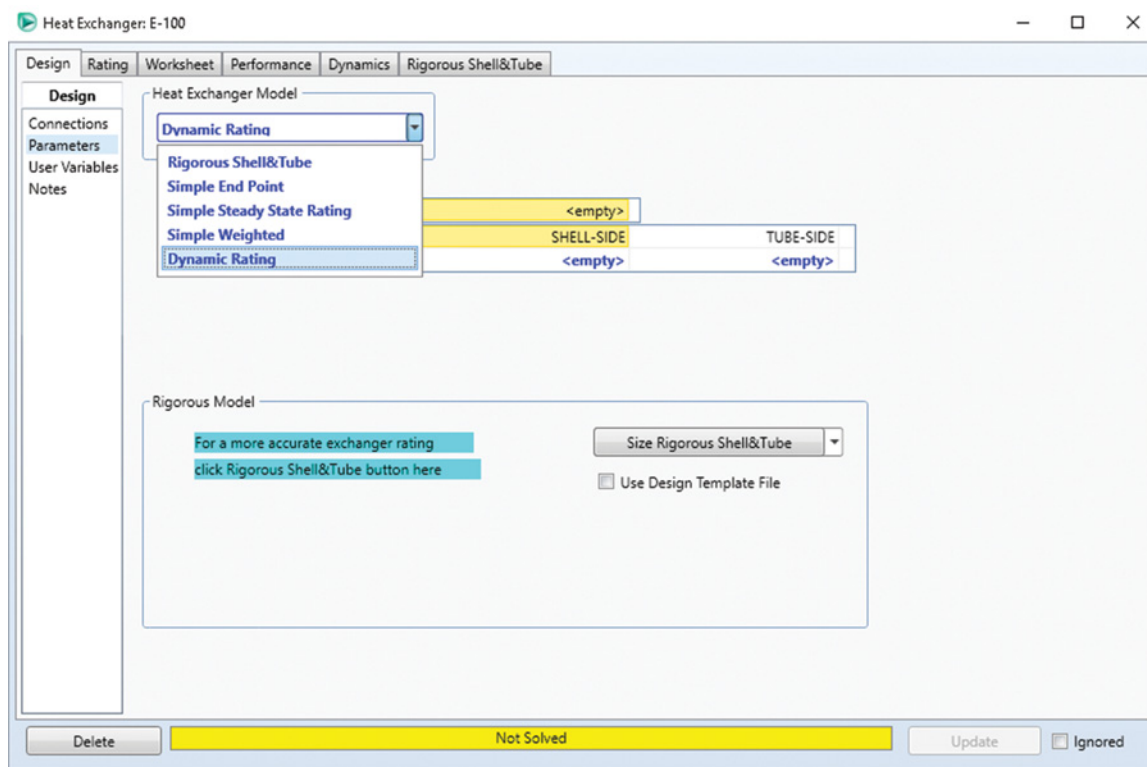 Heat Exchanger: E-100
Design Rating Worksheet Performance Dynamics Rigorous Shell&Tube
Design
Connections
Parameters
User Variables
Notes
Heat Exchanger Model
Dynamic Rating
Rigorous Shell&Tube
Simple End Point
Simple Steady State Rating
Simple Weighted
Dynamic Rating
<empty>
SHELL-SIDE TUBE-SIDE
<empty> <empty>
Rigorous Model
For a more accurate exchanger rating
click Rigorous Shell&Tube button here
Size Rigorous Shell&Tube
Use Design Template File
Delete Not Solved Update Ignored